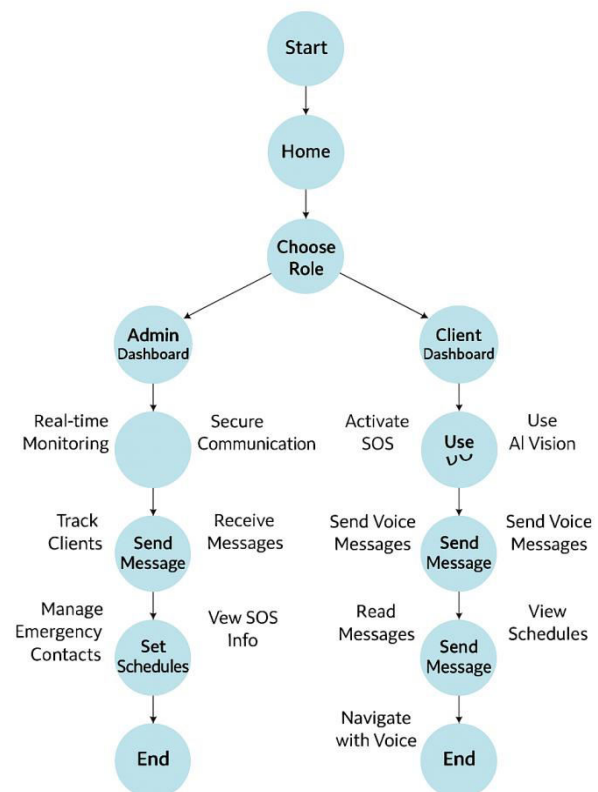 Start
Home
Choose
Role
Admin
Dashboard
Client
Dashboard
Real-time
Monitoring
Secure
Communication
Activate
SOS
Use
Use
AI Vision
Track
Clients
Send
Message
Receive
Messages
Send Voice
Messages
Send
Message
Send Voice
Messages
Manage
Emergency
Contacts
Set
Schedules
Vew SOS
Info
Read
Messages
Send
Message
View
Schedules
End
Navigate
with Voice
End